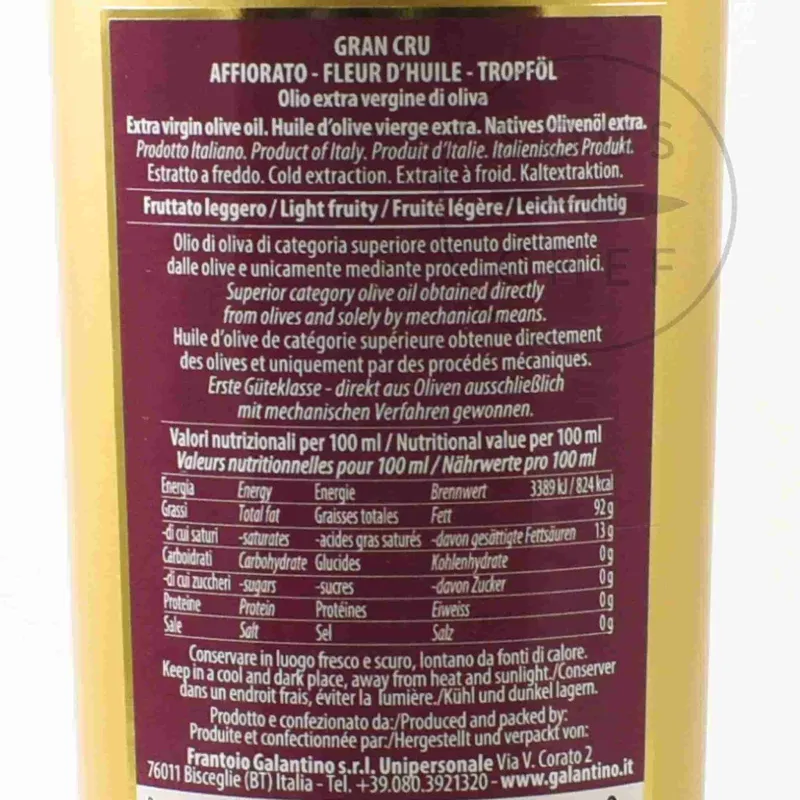 GRAN CRU
AFFIORATO - FLEUR D'HUILE - TROPFÖL
Olio extra vergine di oliva
Extra virgin olive oil. Huile d'olive vierge extra. Natives Olivenöl extra.
Prodotto Italiano. Product of Italy. Produit d'Italie. Italienisches Produkt.
Estratto a freddo. Cold extraction. Extraite à froid. Kaltextraktion.
Fruttato leggero / Light fruity / Fruité légère / Leicht fruchtig
Olio di oliva di categoria superiore ottenuto direttamente
dalle olive e unicamente mediante procedimenti meccanici.
Superior category olive oil obtained directly
from olives and solely by mechanical means.
Huile d'olive de catégorie supérieure obtenue directement
des olives et uniquement par des procédés mécaniques.
Erste Güteklasse - direkt aus Oliven ausschließlich
mit mechanischen Verfahren gewonnen.
Valori nutrizionali per 100 ml / Nutritional value per 100 ml
Valeurs nutritionnelles pour 100 ml / Nährwerte pro 100 ml
Energia Energy Energie Brennwert 3389 kJ / 824 kcal
Grassi Total fat Graisses totales Fett 92 g
-di cui saturi -saturates -acides gras saturés -davon gesättigte Fettsäuren 13 g
Carboidrati Carbohydrate Glucides Kohlenhydrate 0 g
-di cui zuccheri -sugars -sucres -davon Zucker 0 g
Proteine Protein Protéines Eiweiss 0 g
Sale Salt Sel Salz 0 g
Conservare in luogo fresco e scuro, lontano da fonti di calore.
Keep in a cool and dark place, away from heat and sunlight./Conserver
dans un endroit frais, éviter la lumière./Kühl und dunkel lagern.
Prodotto e confezionato da:/Produced and packed by:
Produite et confectionnée par:/Hergestellt und verpackt von:
Frantoio Galantino s.r.l. Unipersonale Via V. Corato 2
76011 Bisceglie (BT) Italia - Tel. +39.080.3921320 - www.galantino.it